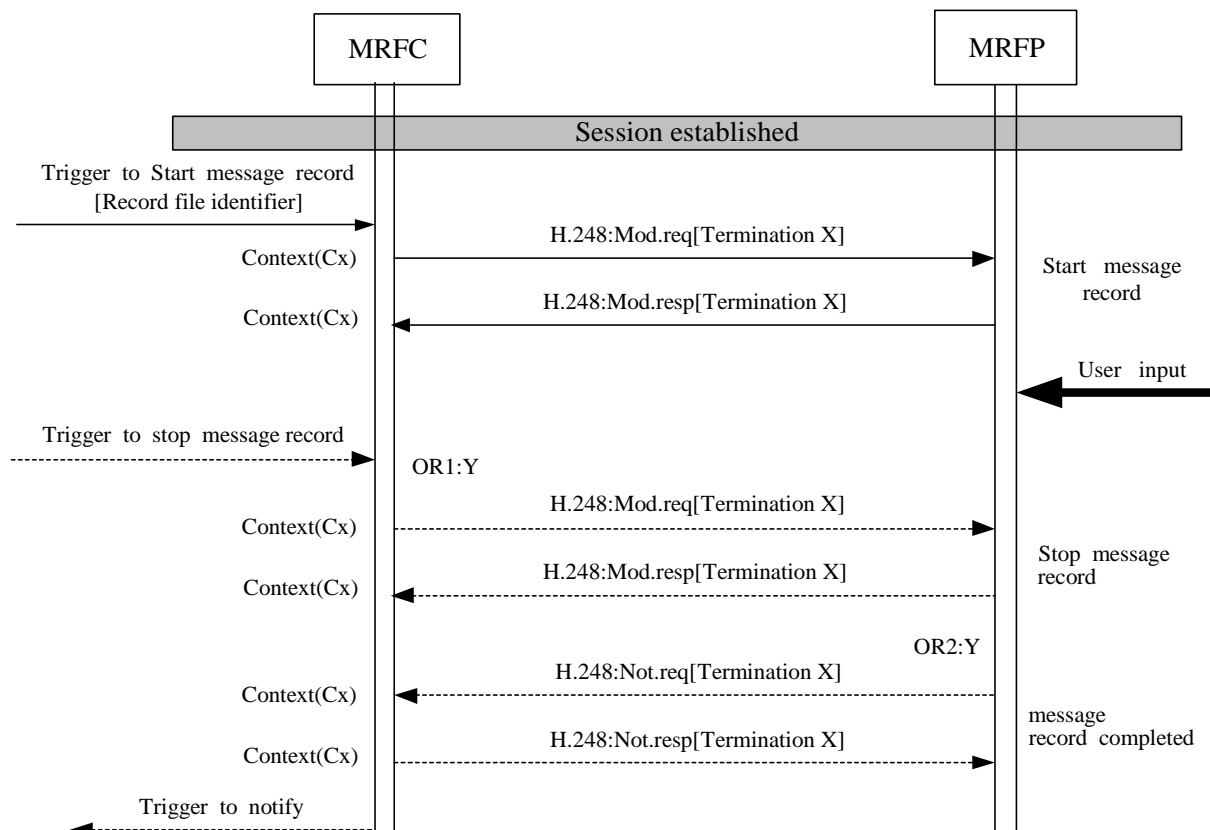 MRFC
MRFP
Session established
Trigger to Start message record
[Record file identifier]
H.248:Mod.req[Termination X]
Context(Cx)
Start message
record
H.248:Mod.resp[Termination X]
Context(Cx)
User input
Trigger to stop message record
OR1:Y
H.248:Mod.req[Termination X]
Context(Cx)
Stop message
record
H.248:Mod.resp[Termination X]
Context(Cx)
OR2:Y
H.248:Not.req[Termination X]
Context(Cx)
message
record completed
H.248:Not.resp[Termination X]
Context(Cx)
Trigger to notify